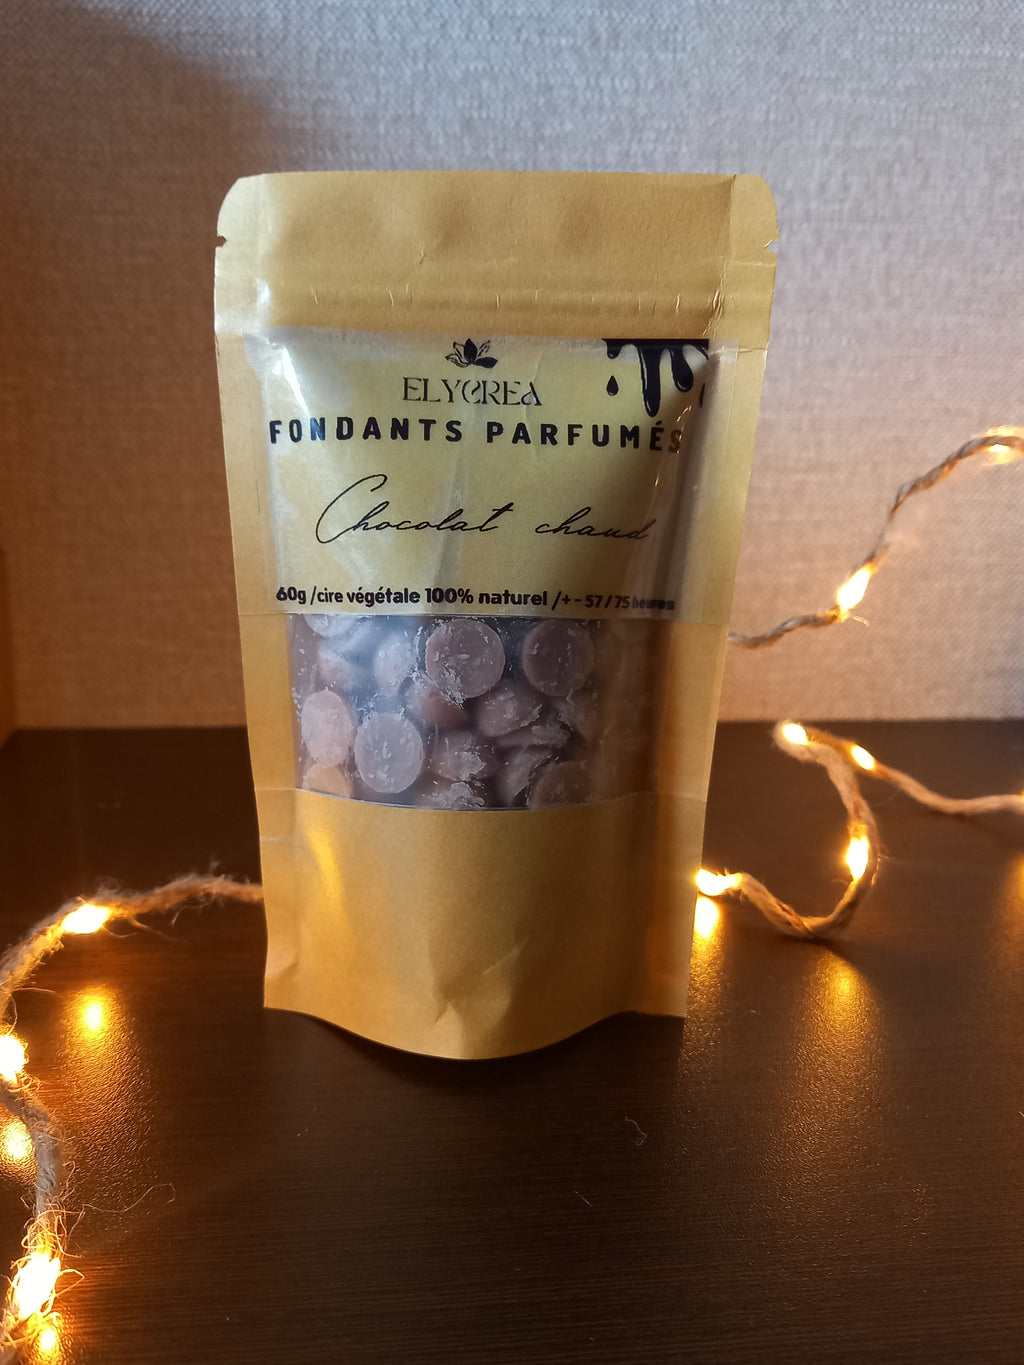 ELYCREA
FONDANTS PARFUMÉS
Chocolat chaud
60g /cire végétale 100% naturel /+ - 57 / 75 heures